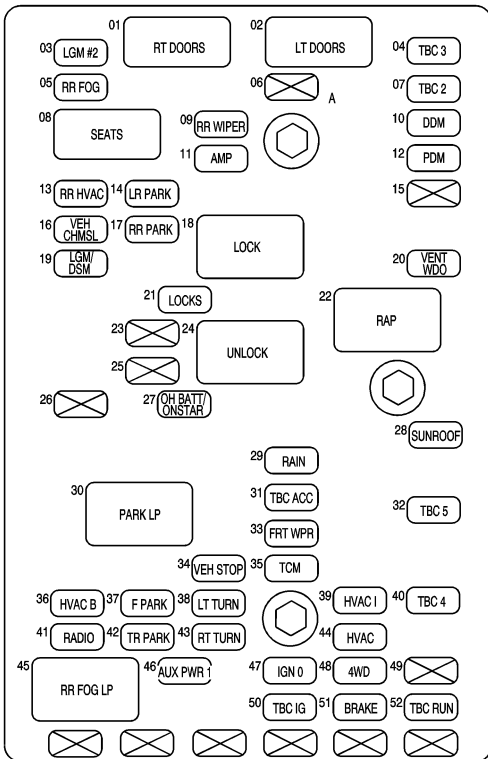 01 RT DOORS
02 LT DOORS
03 LGM #2
04 TBC 3
05 RR FOG
06
A
07 TBC 2
08 SEATS
09 RR WIPER
10 DDM
11 AMP
12 PDM
13 RR HVAC
14 LR PARK
15
16 VEH
CHMSL
17 RR PARK
18 LOCK
19 LGM/
DSM
20 VENT
WDO
21 LOCKS
22 RAP
23
24 UNLOCK
25
26
27 OH BATT/
ONSTAR
28 SUNROOF
29 RAIN
30 PARK LP
31 TBC ACC
32 TBC 5
33 FRT WPR
34 VEH STOP
35 TCM
36 HVAC B
37 F PARK
38 LT TURN
39 HVAC I
40 TBC 4
41 RADIO
42 TR PARK
43 RT TURN
44 HVAC
45 RR FOG LP
46 AUX PWR 1
47 IGN 0
48 4WD
49
50 TBC IG
51 BRAKE
52 TBC RUN